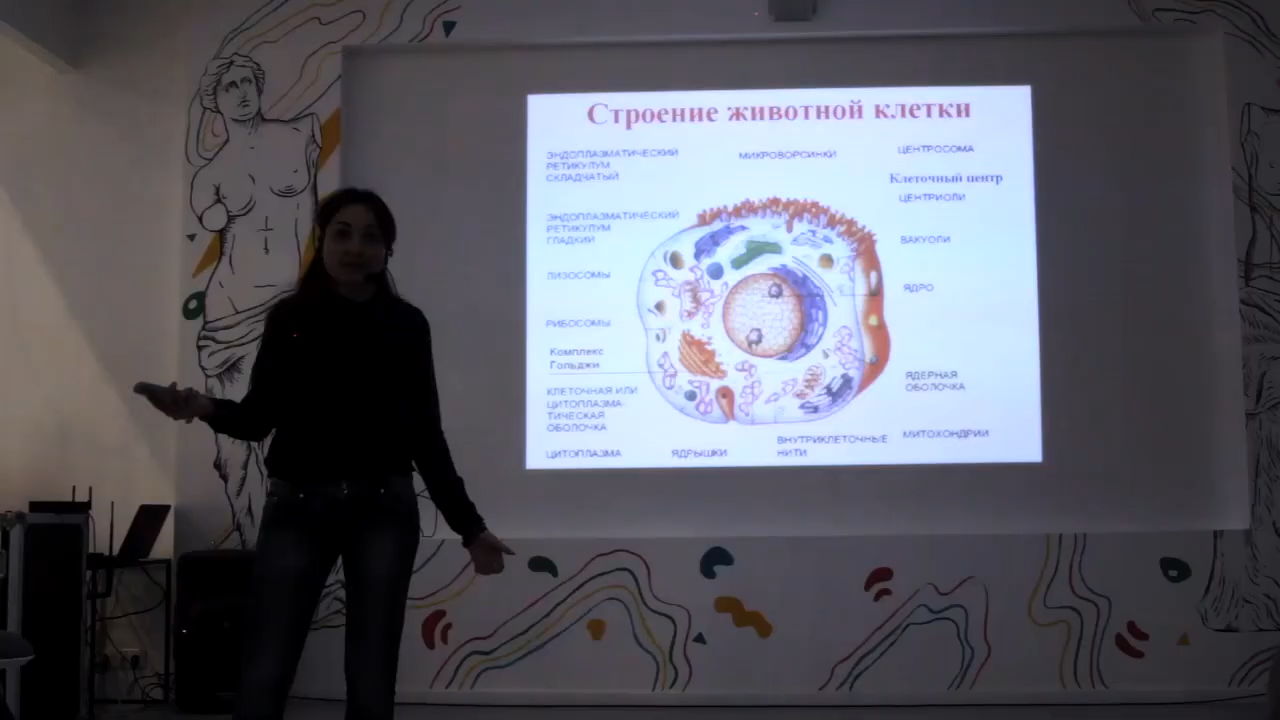 Строение животной клетки
ЭНДОПЛАЗМАТИЧЕСКИЙ
РЕТИКУЛУМ
СКЛАДЧАТЫЙ
МИКРОВОРСИНКИ
ЦЕНТРОСОМА
Клеточный центр
ЦЕНТРИОЛИ
ЭНДОПЛАЗМАТИЧЕСКИЙ
РЕТИКУЛУМ
ГЛАДКИЙ
ВАКУОЛИ
ЛИЗОСОМЫ
ЯДРО
РИБОСОМЫ
Комплекс
Гольджи
КЛЕТОЧНАЯ ИЛИ
ЦИТОПЛАЗМА-
ТИЧЕСКАЯ
ОБОЛОЧКА
ЯДЕРНАЯ
ОБОЛОЧКА
ЦИТОПЛАЗМА
ЯДРЫШКИ
ВНУТРИКЛЕТОЧНЫЕ
НИТИ
МИТОХОНДРИИ